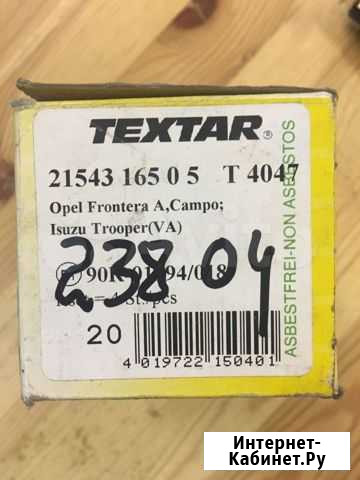 TEXTAR®
21543 165 0 5 T 4047
Opel Frontera A,Campo;
Isuzu Trooper(VA)
238 04
20
4 019722 150401
ASBESTFREI-NON ASBESTOS
Интернет-
Кабинет.Ру